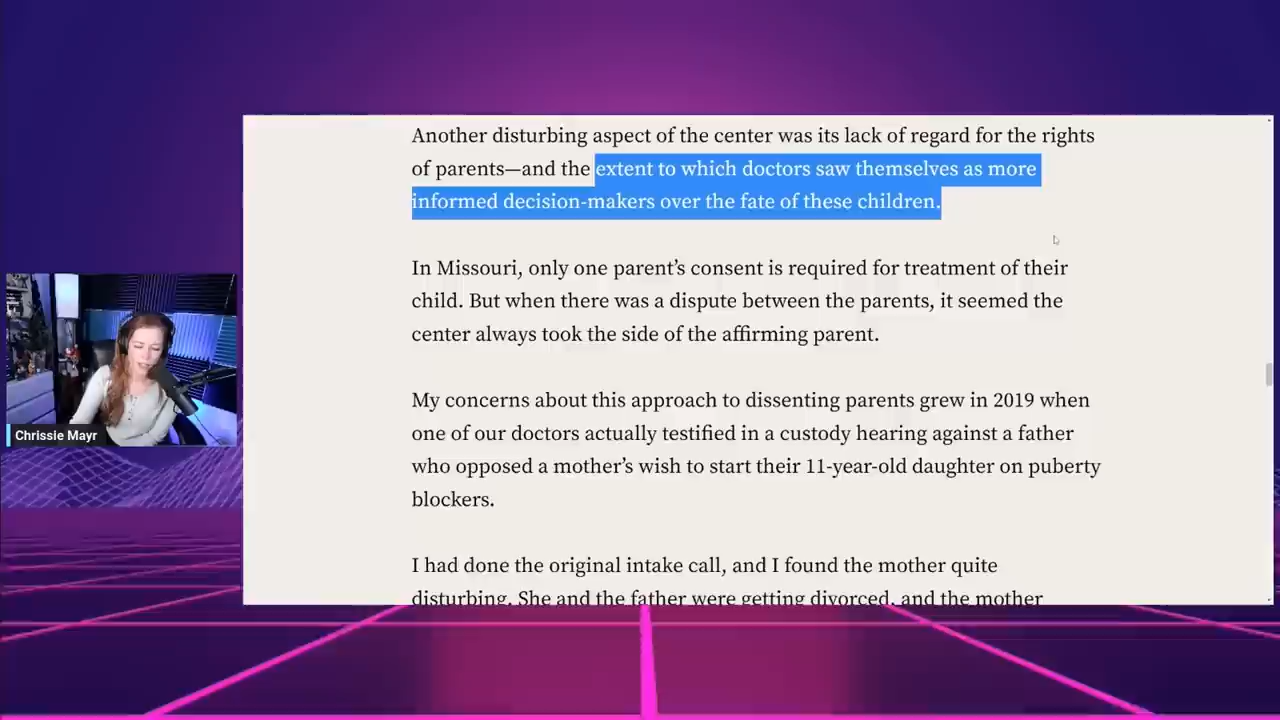 Another disturbing aspect of the center was its lack of regard for the rights
of parents—and the extent to which doctors saw themselves as more
informed decision-makers over the fate of these children.
In Missouri, only one parent’s consent is required for treatment of their
child. But when there was a dispute between the parents, it seemed the
center always took the side of the affirming parent.
My concerns about this approach to dissenting parents grew in 2019 when
one of our doctors actually testified in a custody hearing against a father
who opposed a mother’s wish to start their 11-year-old daughter on puberty
blockers.
I had done the original intake call, and I found the mother quite
disturbing. She and the father were getting divorced, and the mother
Chrissie Mayr